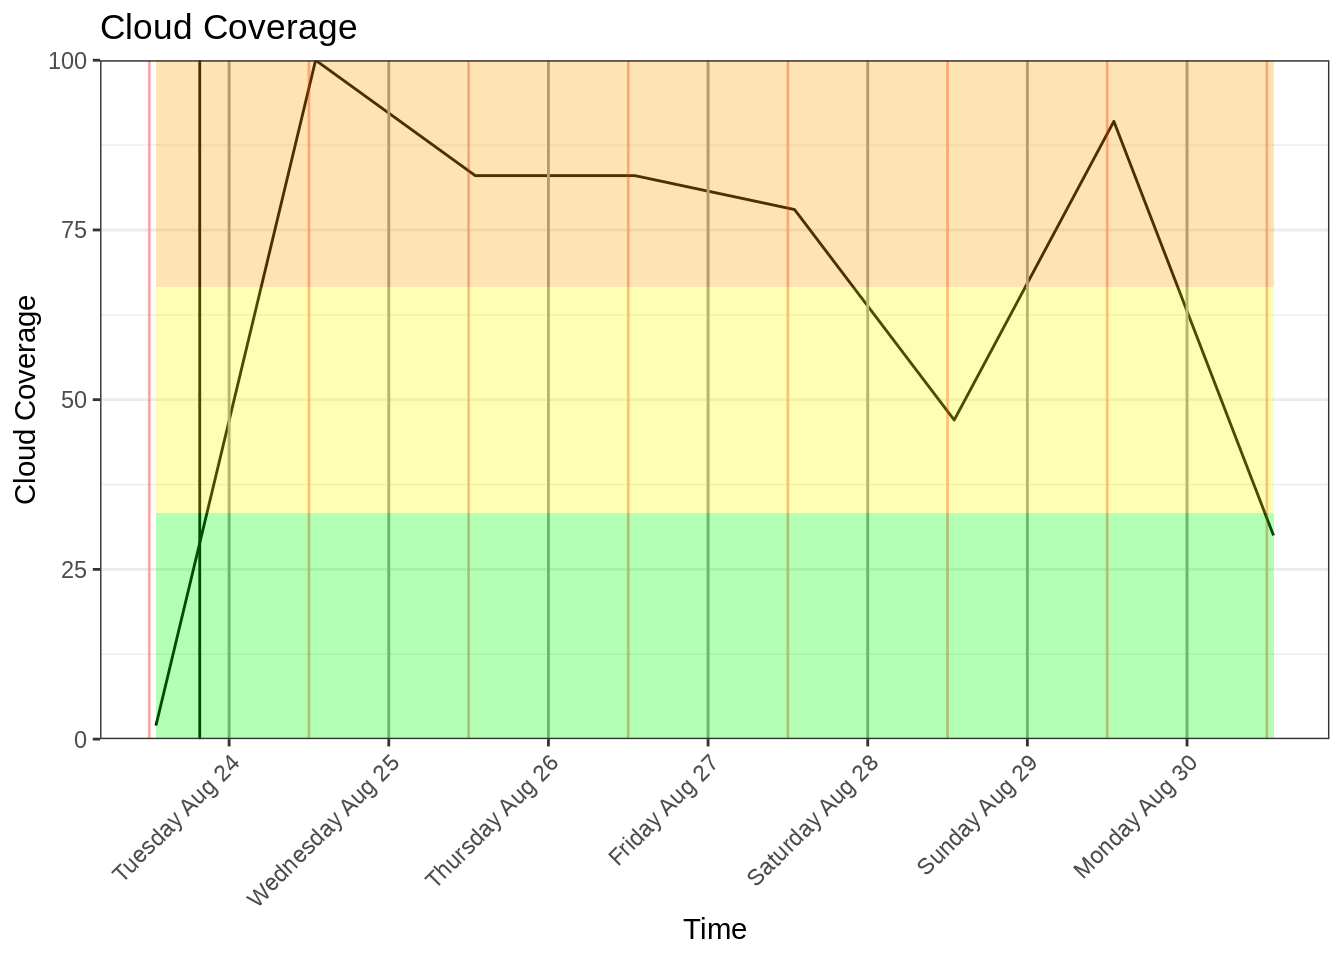 Cloud Coverage
100
75
50
25
0
Cloud Coverage
Tuesday Aug 24
Wednesday Aug 25
Thursday Aug 26
Friday Aug 27
Saturday Aug 28
Sunday Aug 29
Monday Aug 30
Time